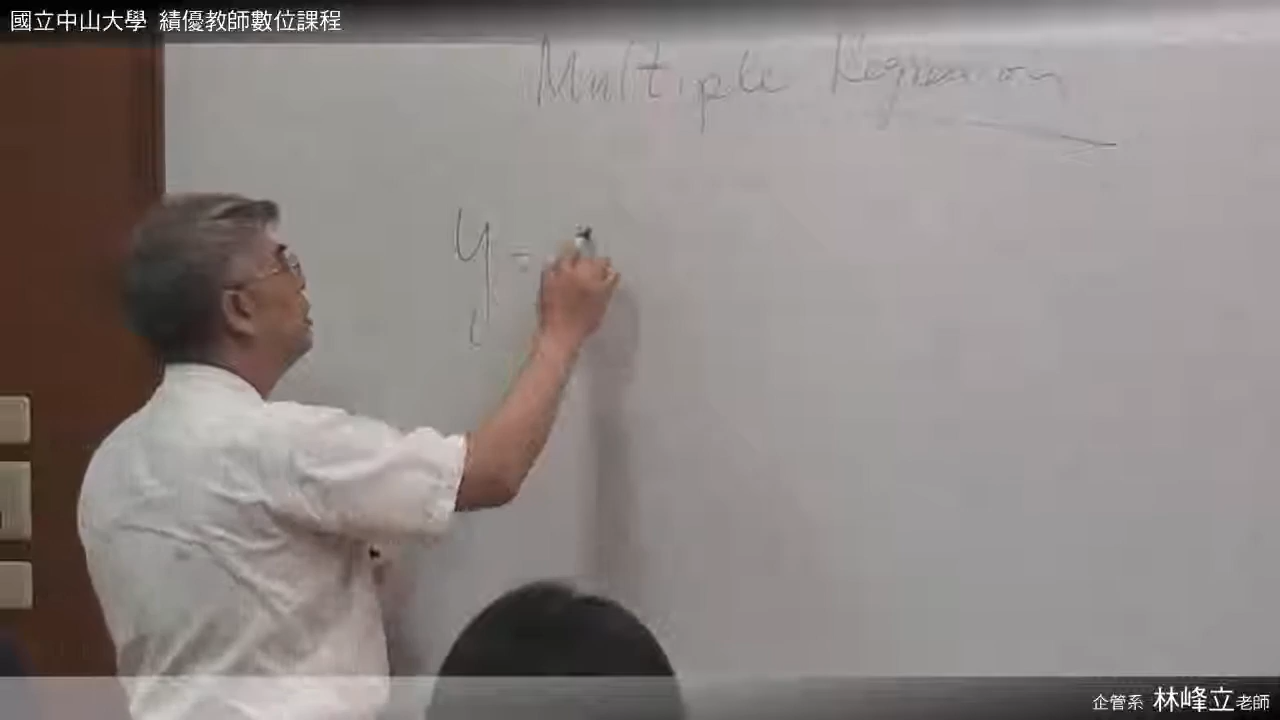 國立中山大學 績優教師數位課程
Multiple Regression
y =
i
企管系 林峰立老師